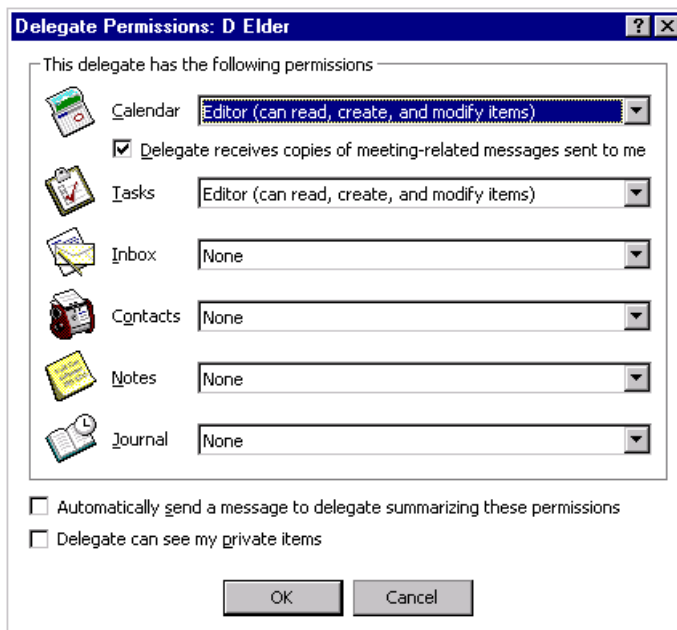 Delegate Permissions: D Elder
This delegate has the following permissions
Calendar Editor (can read, create, and modify items)
Delegate receives copies of meeting-related messages sent to me
Tasks Editor (can read, create, and modify items)
Inbox None
Contacts None
Notes None
Journal None
Automatically send a message to delegate summarizing these permissions
Delegate can see my private items
OK Cancel